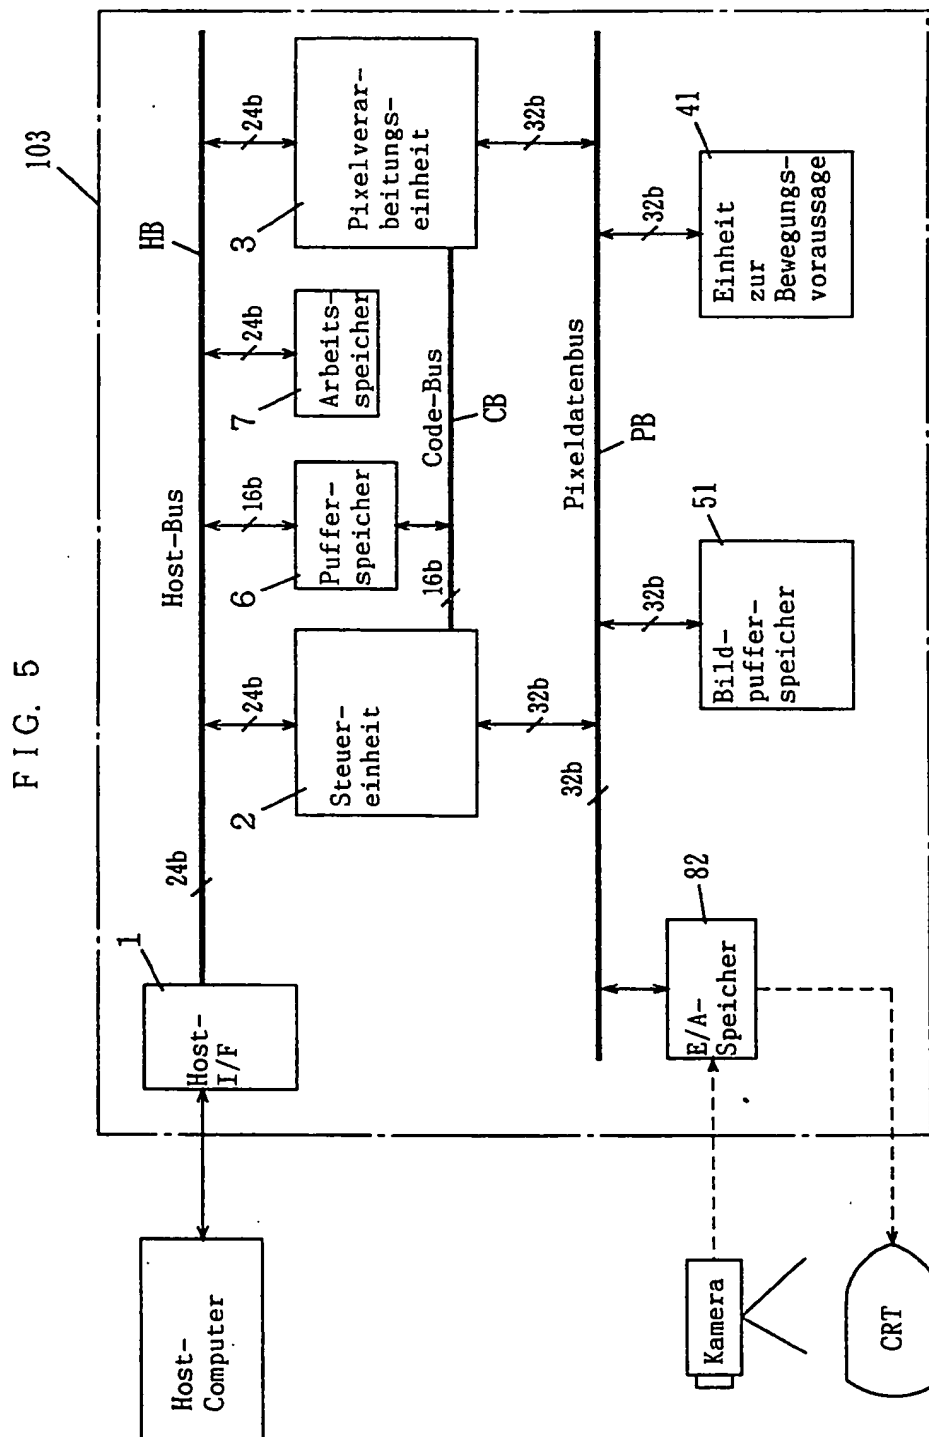 FIG. 5
103
Host-
Computer
1
Host-
I/F
24b
Host-Bus
HB
24b
16b
24b
24b
2
Steuer-
einheit
6
Puffer-
speicher
7
Arbeits-
speicher
3
Pixelverar-
beitungs-
einheit
16b
Code-Bus
CB
32b
32b
32b
Pixeldatenbus
PB
82
E/A-
Speicher
32b
51
Bild-
puffer-
speicher
32b
41
Einheit
zur
Bewegungs-
voraussage
Kamera
CRT